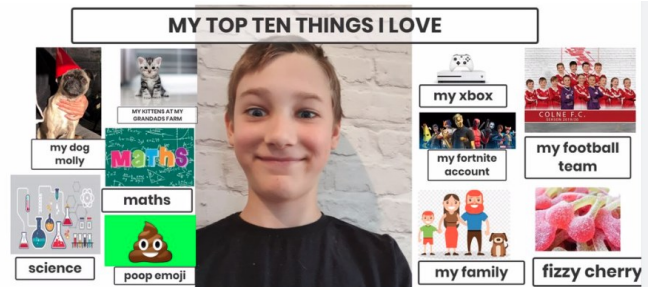 MY TOP TEN THINGS I LOVE
my dog
molly
MY KITTENS AT MY
GRANDADS FARM
Maths
maths
science
poop emoji
my xbox
my fortnite
account
COLNE F.C.
my football
team
my family
fizzy cherry